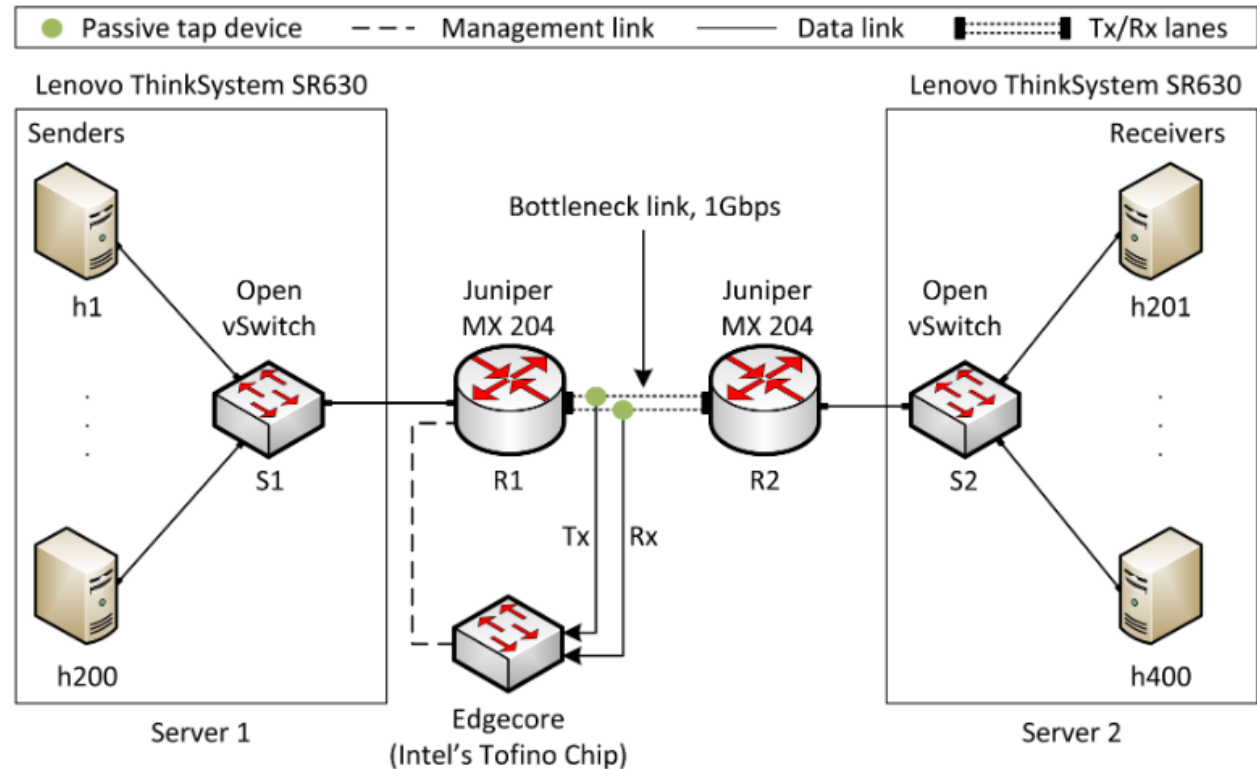 Passive tap device
Management link
Data link
Tx/Rx lanes
Lenovo ThinkSystem SR630
Lenovo ThinkSystem SR630
Senders
Receivers
Bottleneck link, 1Gbps
h1
Open
vSwitch
Juniper
MX 204
Juniper
MX 204
Open
vSwitch
h201
S1
R1
R2
S2
Tx
Rx
h200
h400
Edgecore
(Intel's Tofino Chip)
Server 1
Server 2